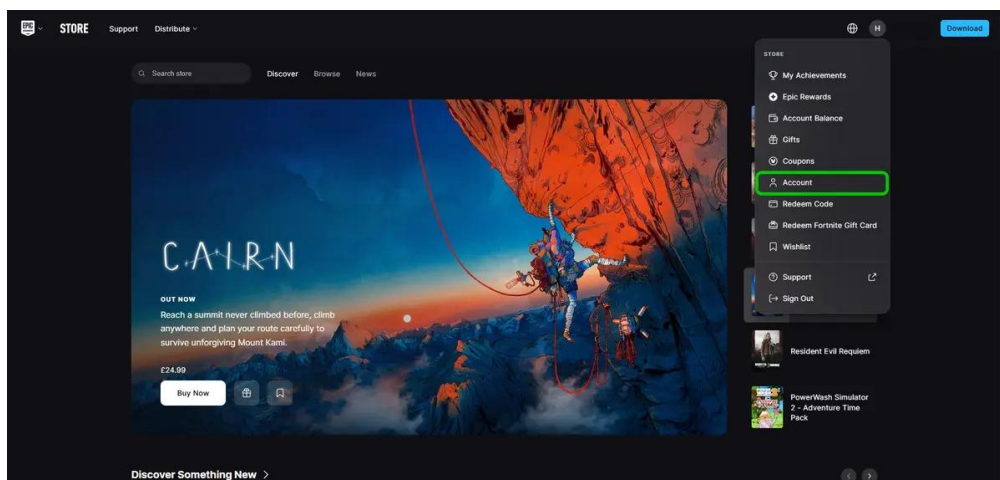 EPIC
STORE
Support
Distribute
H
Download
Search store
Discover
Browse
News
STORE
My Achievements
Epic Rewards
Account Balance
Gifts
Coupons
Account
Redeem Code
Redeem Fortnite Gift Card
Wishlist
Support
Sign Out
CAIRN
OUT NOW
Reach a summit never climbed before, climb
anywhere and plan your route carefully to
survive unforgiving Mount Kami.
£24.99
Buy Now
Resident Evil Requiem
PowerWash Simulator
2 - Adventure Time
Pack
Discover Something New